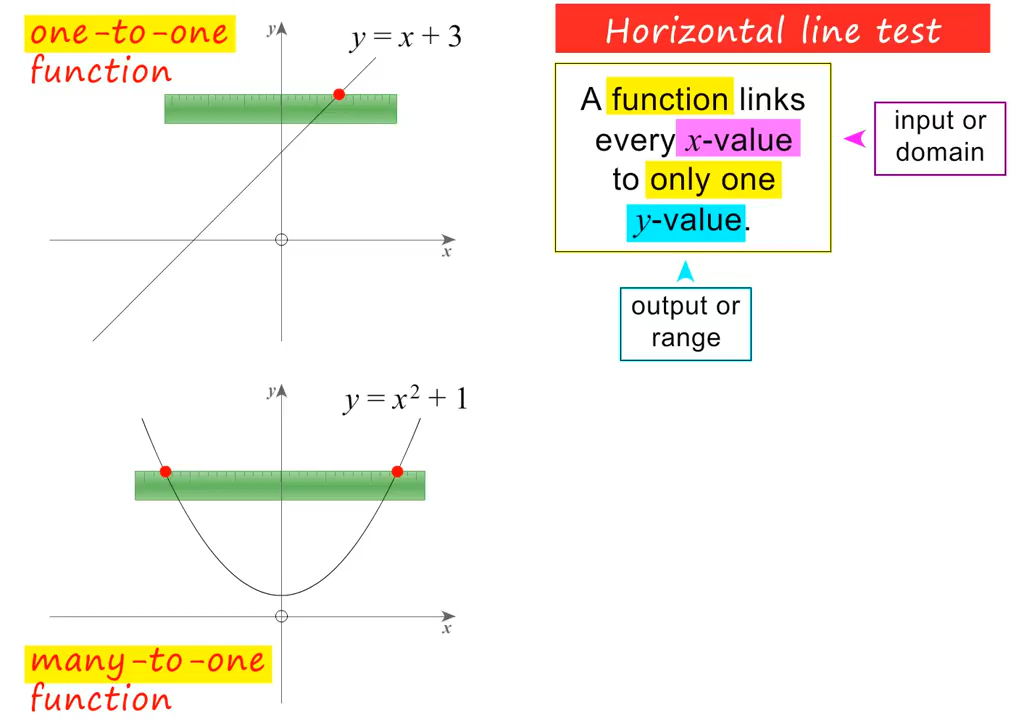 one-to-one
function
y
y = x + 3
x
Horizontal line test
A function links
every x-value
to only one
y-value.
input or
domain
output or
range
y
y = x² + 1
x
many-to-one
function